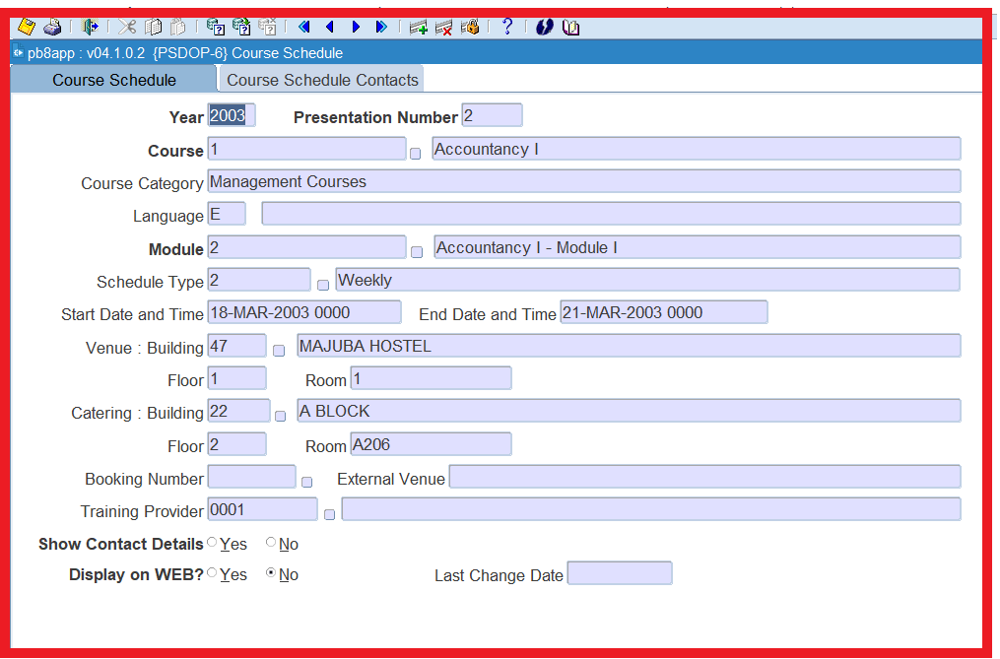 pb8app : v04.1.0.2 {PSDOP-6} Course Schedule
Course Schedule Course Schedule Contacts
Year 2003 Presentation Number 2
Course 1 Accountancy I
Course Category Management Courses
Language E
Module 2 Accountancy I - Module I
Schedule Type 2 Weekly
Start Date and Time 18-MAR-2003 0000 End Date and Time 21-MAR-2003 0000
Venue : Building 47 MAJUBA HOSTEL
Floor 1 Room 1
Catering : Building 22 A BLOCK
Floor 2 Room A206
Booking Number External Venue
Training Provider 0001
Show Contact Details Yes No
Display on WEB? Yes No Last Change Date